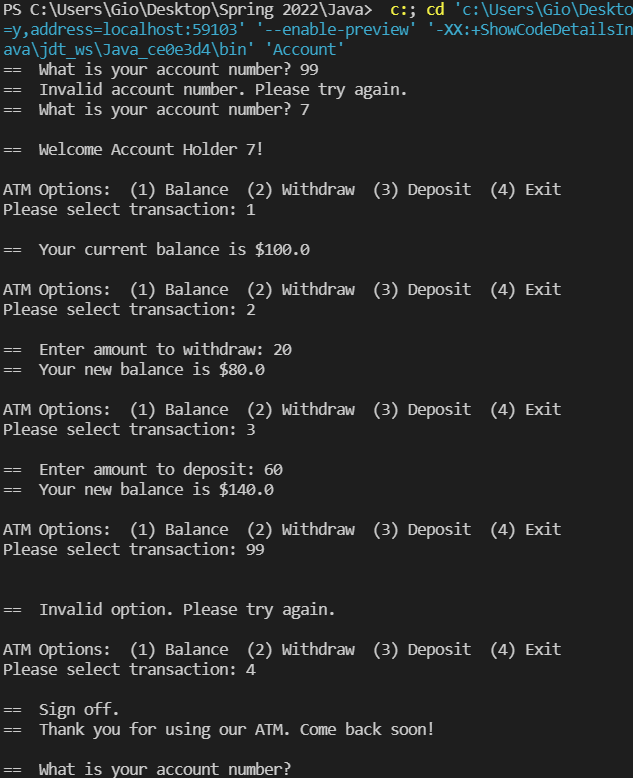 PS C:\Users\Gio\Desktop\Spring 2022\Java>  c:; cd 'c:\Users\Gio\Deskto
=y,address=localhost:59103' '--enable-preview' '-XX:+ShowCodeDetailsIn
ava\jdt_ws\Java_ce0e3d4\bin' 'Account'
==  What is your account number? 99
==  Invalid account number. Please try again.
==  What is your account number? 7
==  Welcome Account Holder 7!
ATM Options:  (1) Balance  (2) Withdraw  (3) Deposit  (4) Exit
Please select transaction: 1
==  Your current balance is $100.0
ATM Options:  (1) Balance  (2) Withdraw  (3) Deposit  (4) Exit
Please select transaction: 2
==  Enter amount to withdraw: 20
==  Your new balance is $80.0
ATM Options:  (1) Balance  (2) Withdraw  (3) Deposit  (4) Exit
Please select transaction: 3
==  Enter amount to deposit: 60
==  Your new balance is $140.0
ATM Options:  (1) Balance  (2) Withdraw  (3) Deposit  (4) Exit
Please select transaction: 99
==  Invalid option. Please try again.
ATM Options:  (1) Balance  (2) Withdraw  (3) Deposit  (4) Exit
Please select transaction: 4
==  Sign off.
==  Thank you for using our ATM. Come back soon!
==  What is your account number?